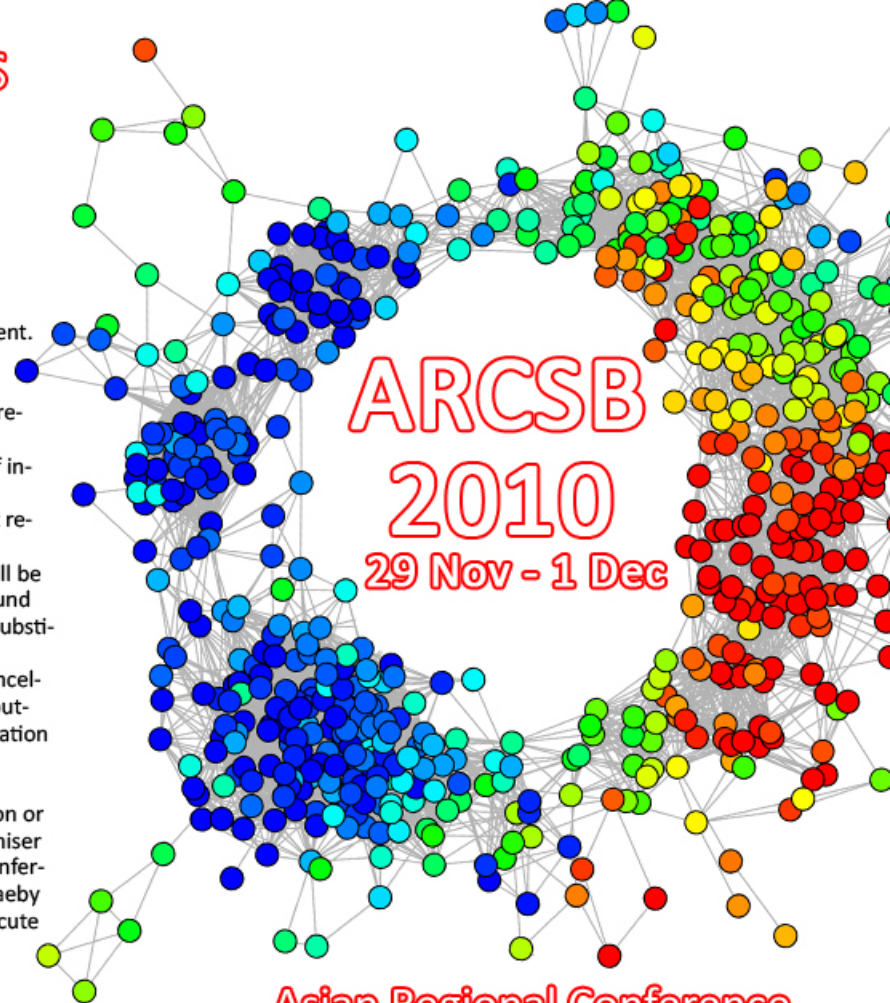 ent.
re-
f in-
t re-
ll be
und
ubsti-
ncel-
out-
ation
on or
niser
nfer-
aeby
cute
ARCSB
2010
29 Nov - 1 Dec
Asian Regional Conference